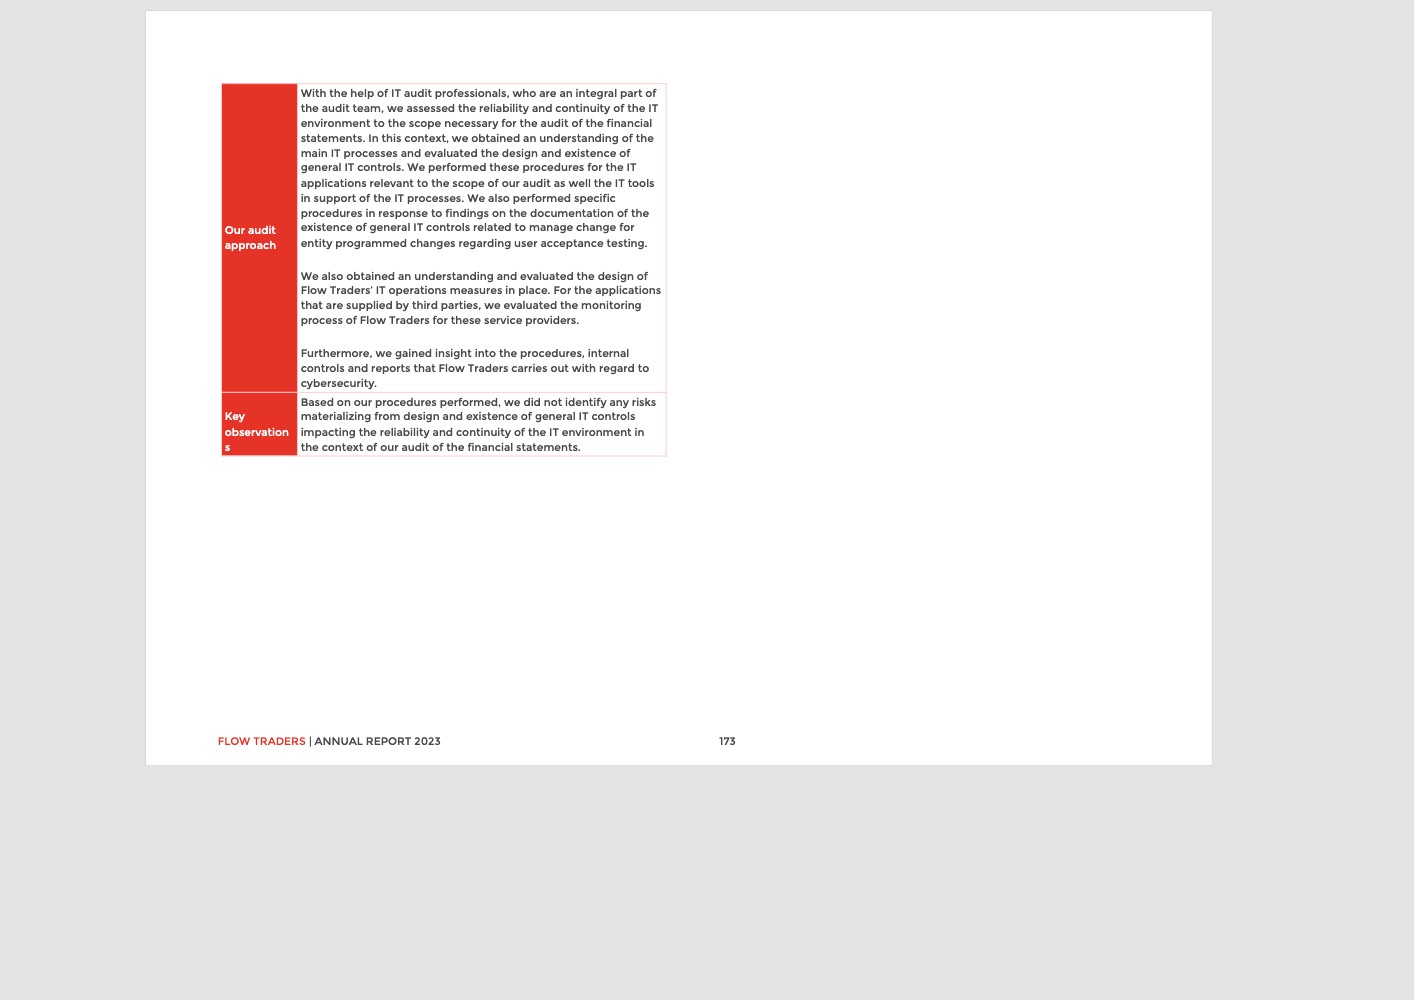 With the help of IT audit professionals, who are an integral part of
the audit team, we assessed the reliability and continuity of the IT
environment to the scope necessary for the audit of the financial
statements. In this context, we obtained an understanding of the
main IT processes and evaluated the design and existence of
general IT controls. We performed these procedures for the IT
applications relevant to the scope of our audit as well the IT tools
in support of the IT processes. We also performed specific
procedures in response to findings on the documentation of the
existence of general IT controls related to manage change for
entity programmed changes regarding user acceptance testing.
Our audit
approach
We also obtained an understanding and evaluated the design of
Flow Traders' IT operations measures in place. For the applications
that are supplied by third parties, we evaluated the monitoring
process of Flow Traders for these service providers.
Furthermore, we gained insight into the procedures, internal
controls and reports that Flow Traders carries out with regard to
cybersecurity.
Key
observation
s
Based on our procedures performed, we did not identify any risks
materializing from design and existence of general IT controls
impacting the reliability and continuity of the IT environment in
the context of our audit of the financial statements.
FLOW TRADERS | ANNUAL REPORT 2023
173